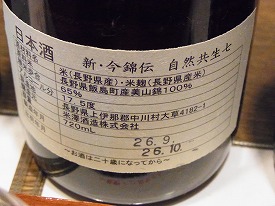 日本酒
新・今錦伝 自然共生七
米(長野県産)・米麹(長野県産米)
長野県飯島町産美山錦100%
65%
17.5度
長野県上伊那郡中川村大草4182-1
米澤酒造株式会社
720mL
26.9.
26.10.
～お酒は二十歳になってから～